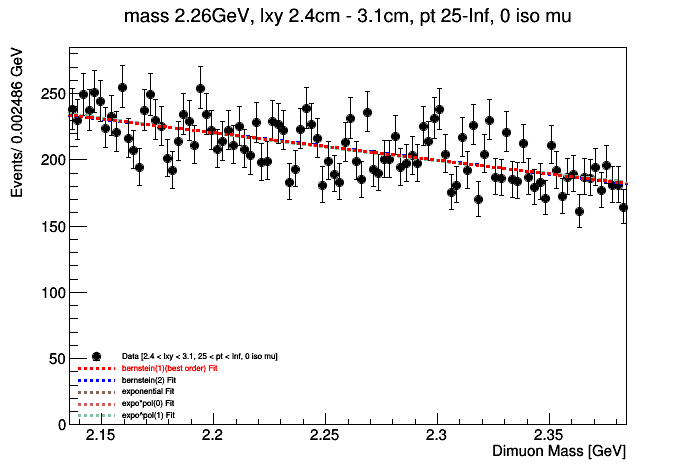 mass 2.26GeV, lxy 2.4cm - 3.1cm, pt 25-Inf, 0 iso mu
Events/ 0.002486 GeV
250
200
150
100
50
0
Data [2.4 < lxy < 3.1, 25 < pt < Inf, 0 iso mu]
bernstein(1)(best order) Fit
bernstein(2) Fit
exponential Fit
expo*pol(0) Fit
expo*pol(1) Fit
2.15 2.2 2.25 2.3 2.35
Dimuon Mass [GeV]